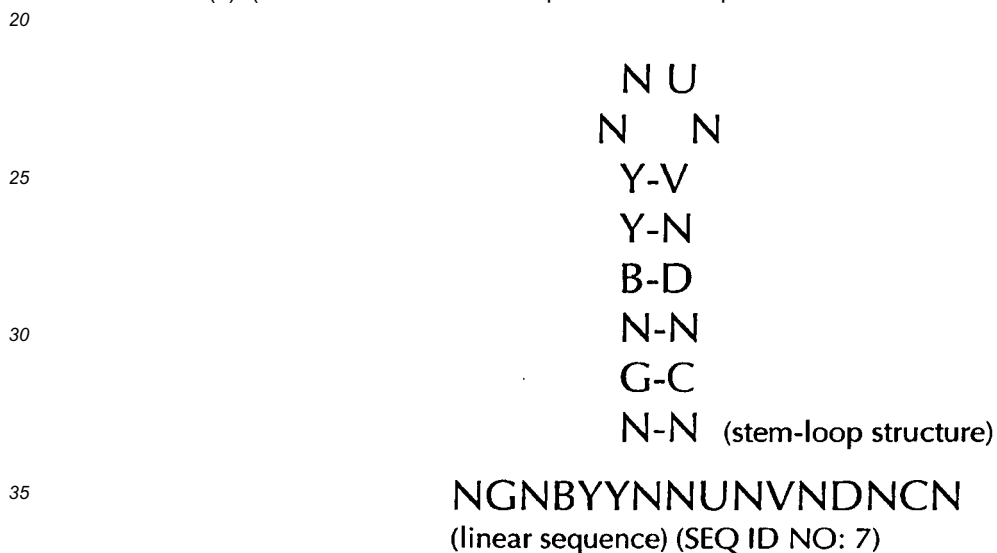 20
N U
N N
25 Y-V
Y-N
B-D
30 N-N
G-C
N-N (stem-loop structure)
35 NGNBYYNNUNVNDNCN
(linear sequence) (SEQ ID NO: 7)